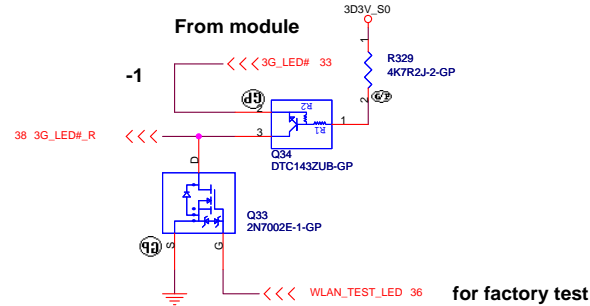 3D3V_S0
From module
1
R329
4K7R2J-2-GP
3G_LED# 33
-1
2
GP
GP
2
R2
R1
1
38 3G_LED#_R
3
Q34
DTC143ZUB-GP
D
Q33
2N7002E-1-GP
GP
S
G
WLAN_TEST_LED 36
for factory test